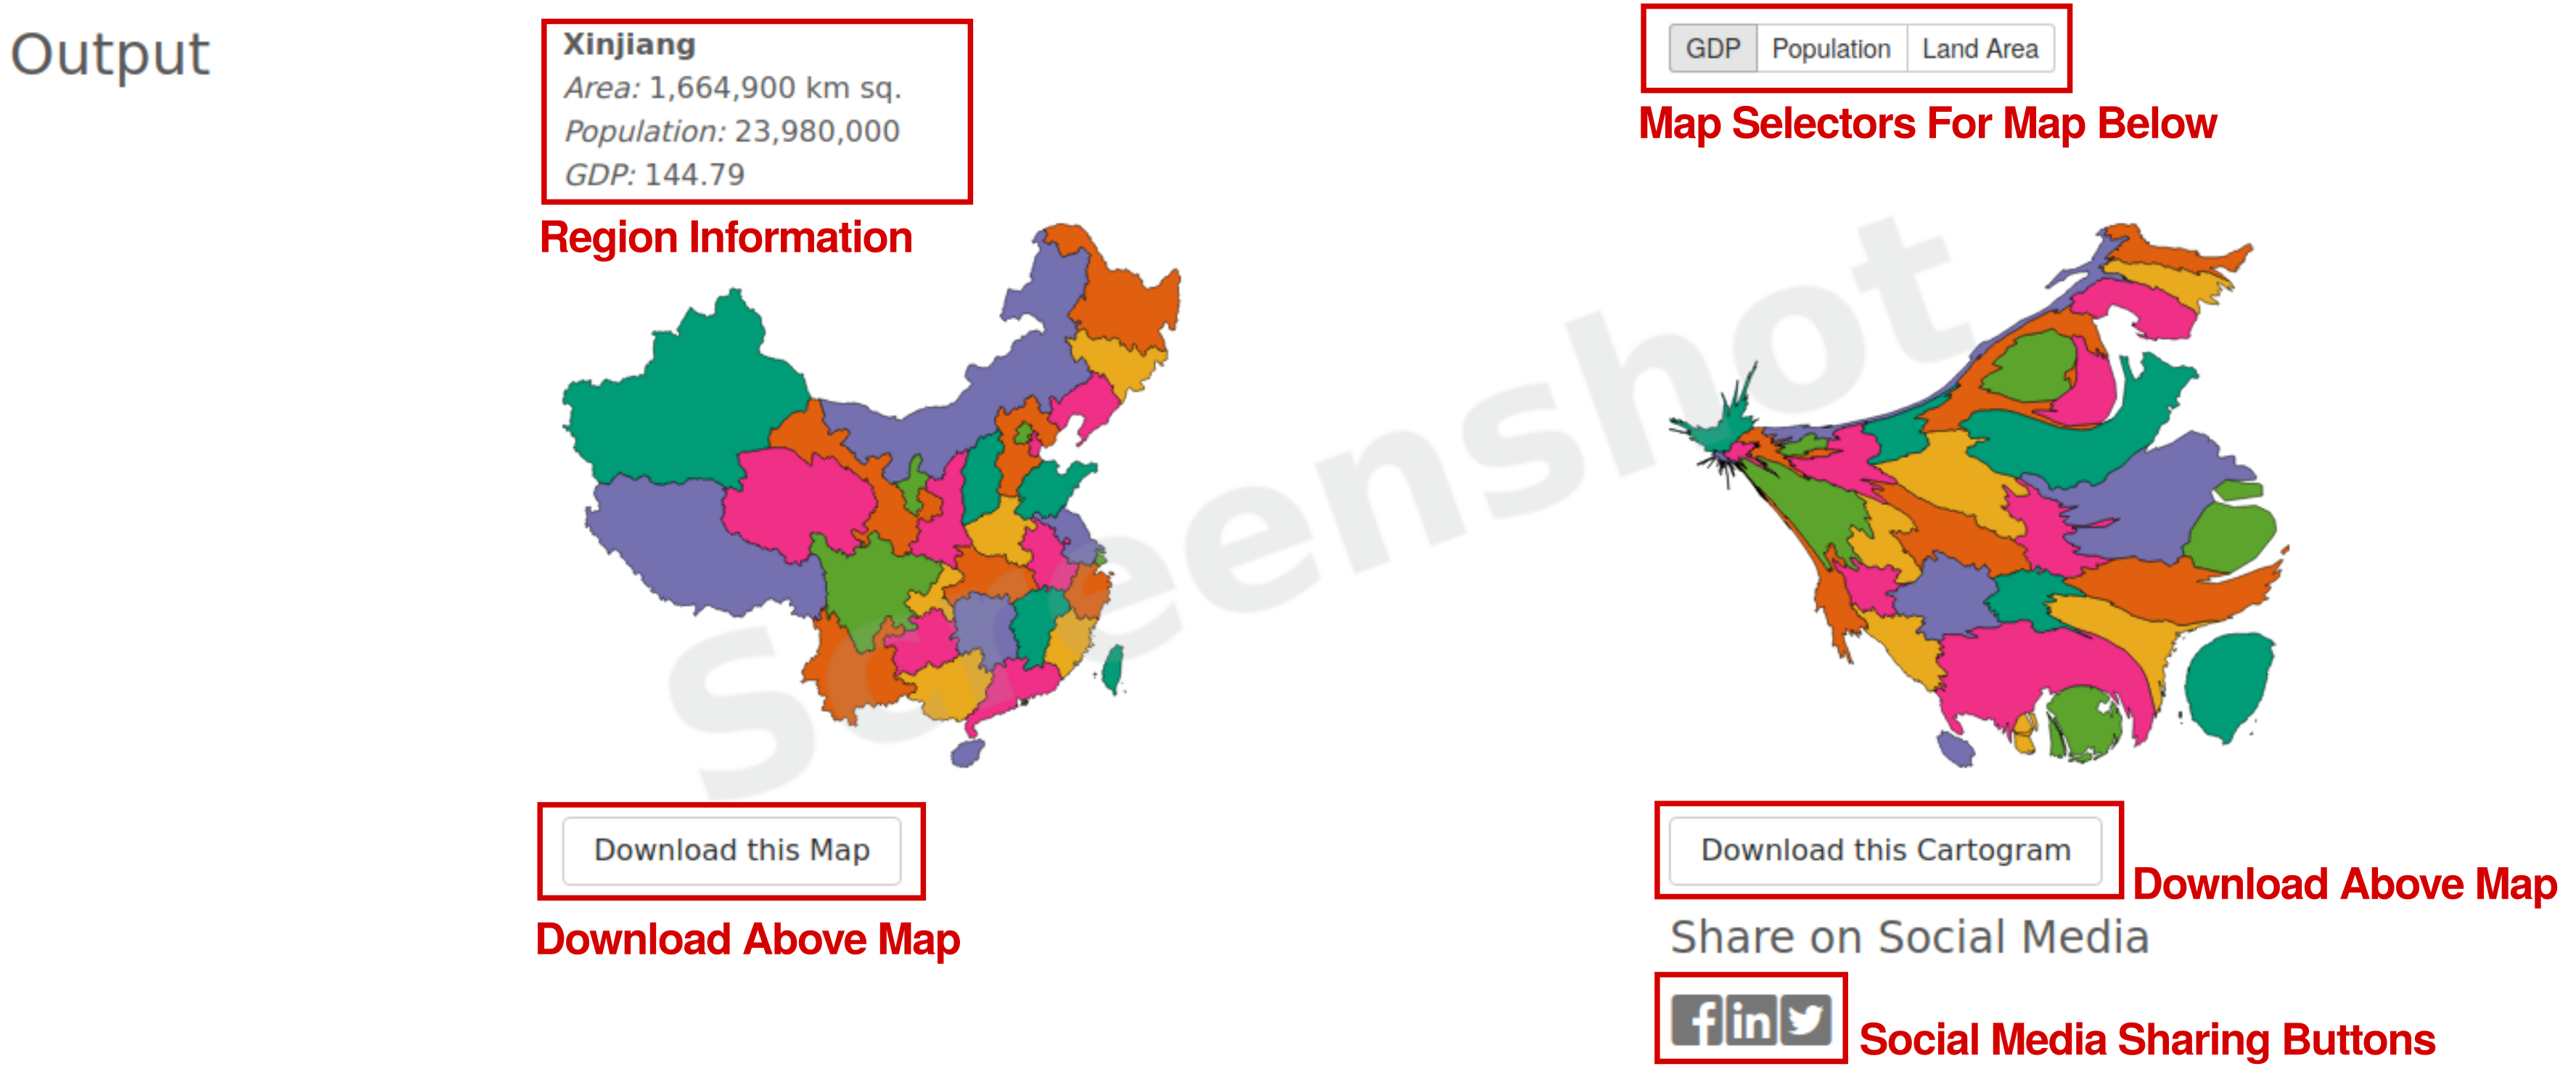 Output
Xinjiang
Area: 1,664,900 km sq.
Population: 23,980,000
GDP: 144.79
Region Information
GDP Population Land Area
Map Selectors For Map Below
Screenshot
Download this Map
Download Above Map
Download this Cartogram
Download Above Map
Share on Social Media
f in
Social Media Sharing Buttons